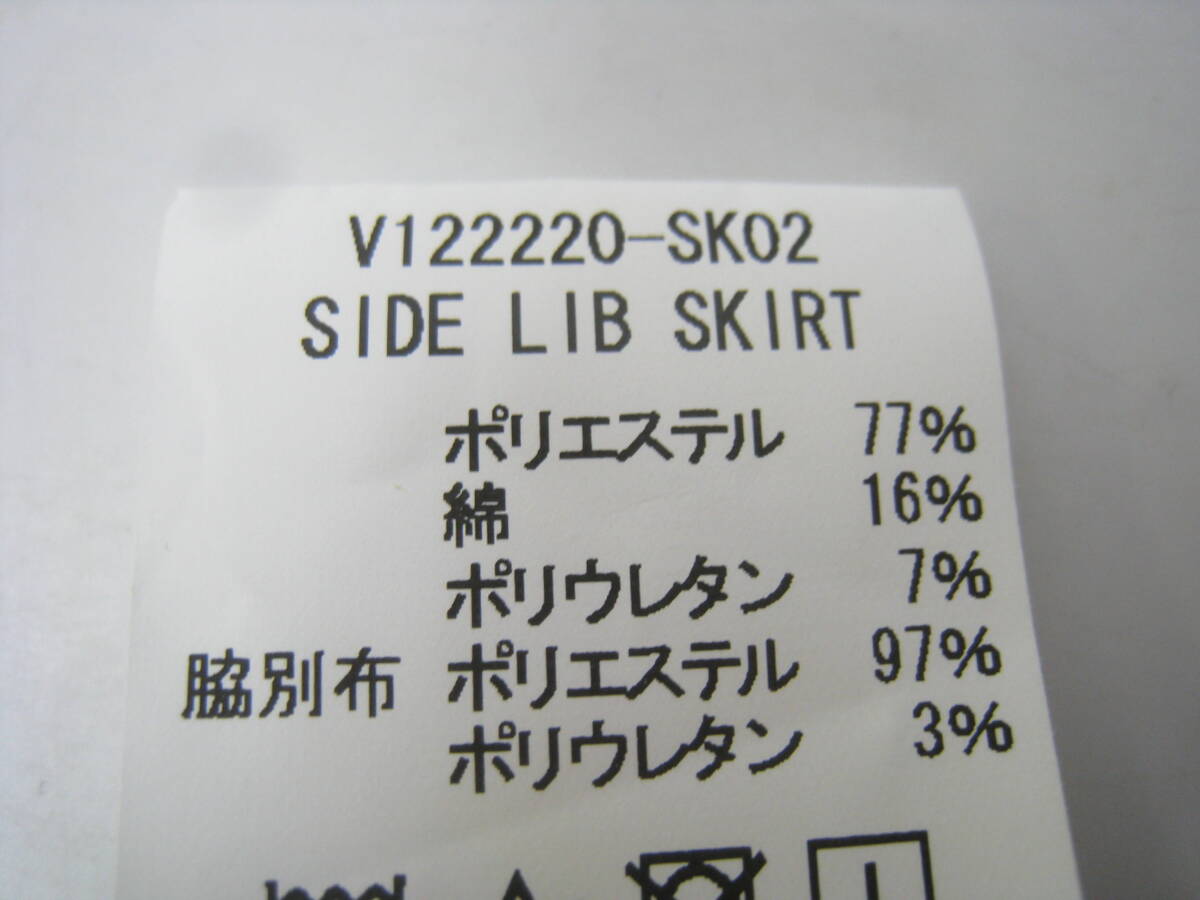 V122220-SK02
SIDE LIB SKIRT
ポリエステル 77%
綿 16%
ポリウレタン 7%
脇別布 ポリエステル 97%
ポリウレタン 3%